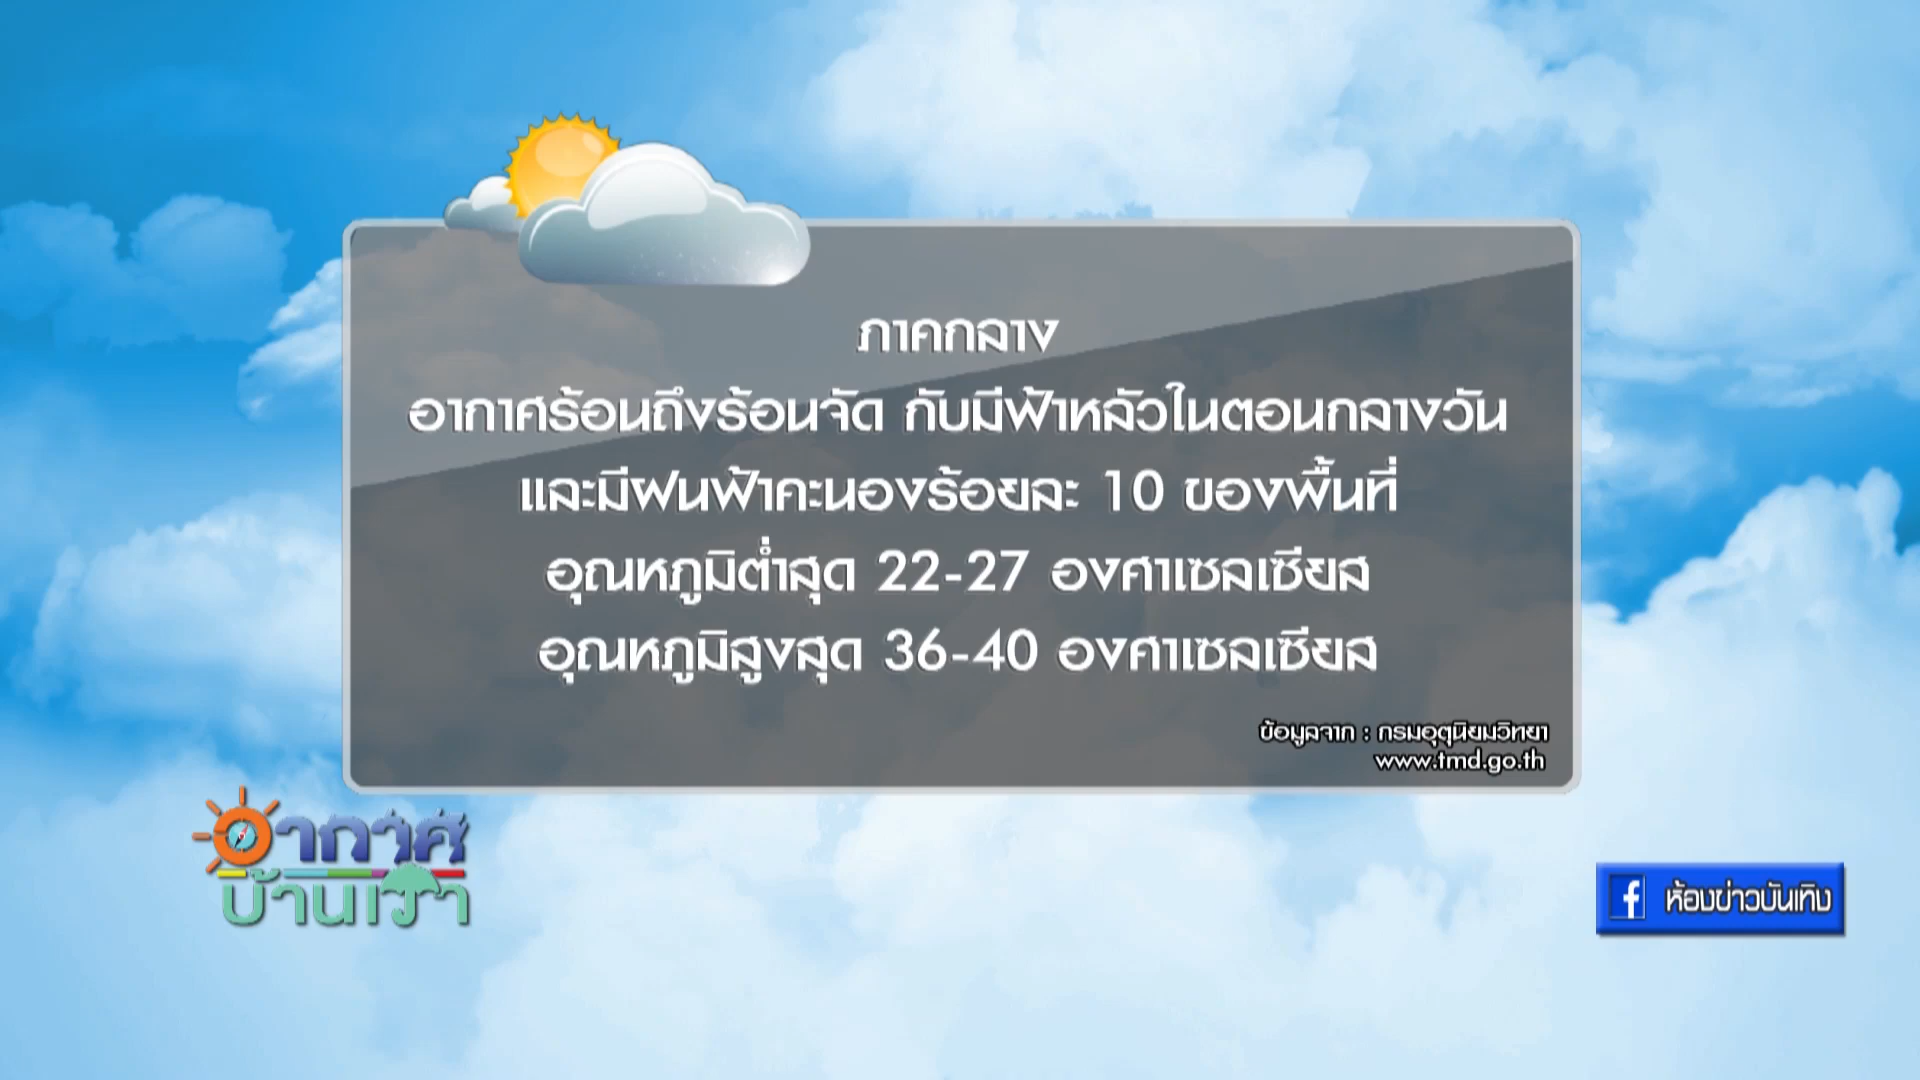 ภาคกลาง
อากาศร้อนถึงร้อนจัด กับมีฟ้าหลัวในตอนกลางวัน
และมีฝนฟ้าคะนองร้อยละ 10 ของพื้นที่
อุณหภูมิต่ำสุด 22-27 องศาเซลเซียส
อุณหภูมิสูงสุด 36-40 องศาเซลเซียส
ข้อมูลจาก : กรมอุตุนิยมวิทยา
www.tmd.go.th
อากาศ
บ้านเรา
f ห้องข่าวบันเทิง